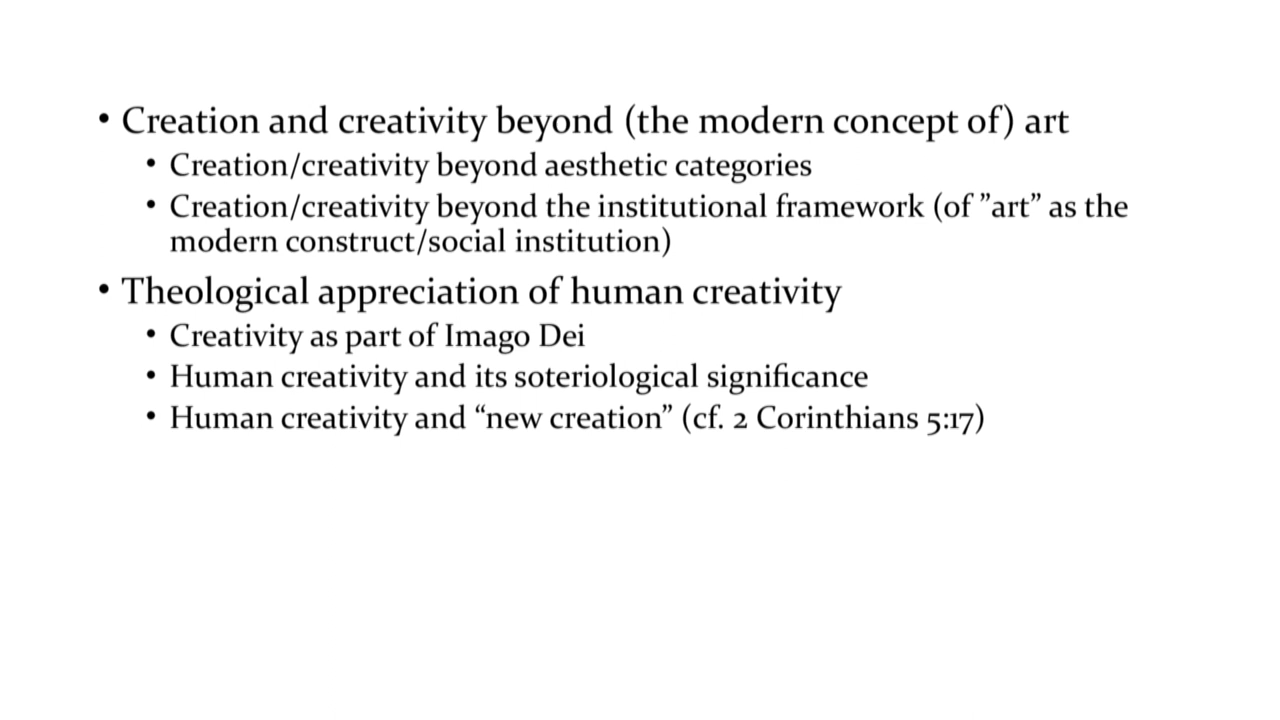 • Creation and creativity beyond (the modern concept of) art
• Creation/creativity beyond aesthetic categories
• Creation/creativity beyond the institutional framework (of ”art” as the
modern construct/social institution)
• Theological appreciation of human creativity
• Creativity as part of Imago Dei
• Human creativity and its soteriological significance
• Human creativity and “new creation” (cf. 2 Corinthians 5:17)